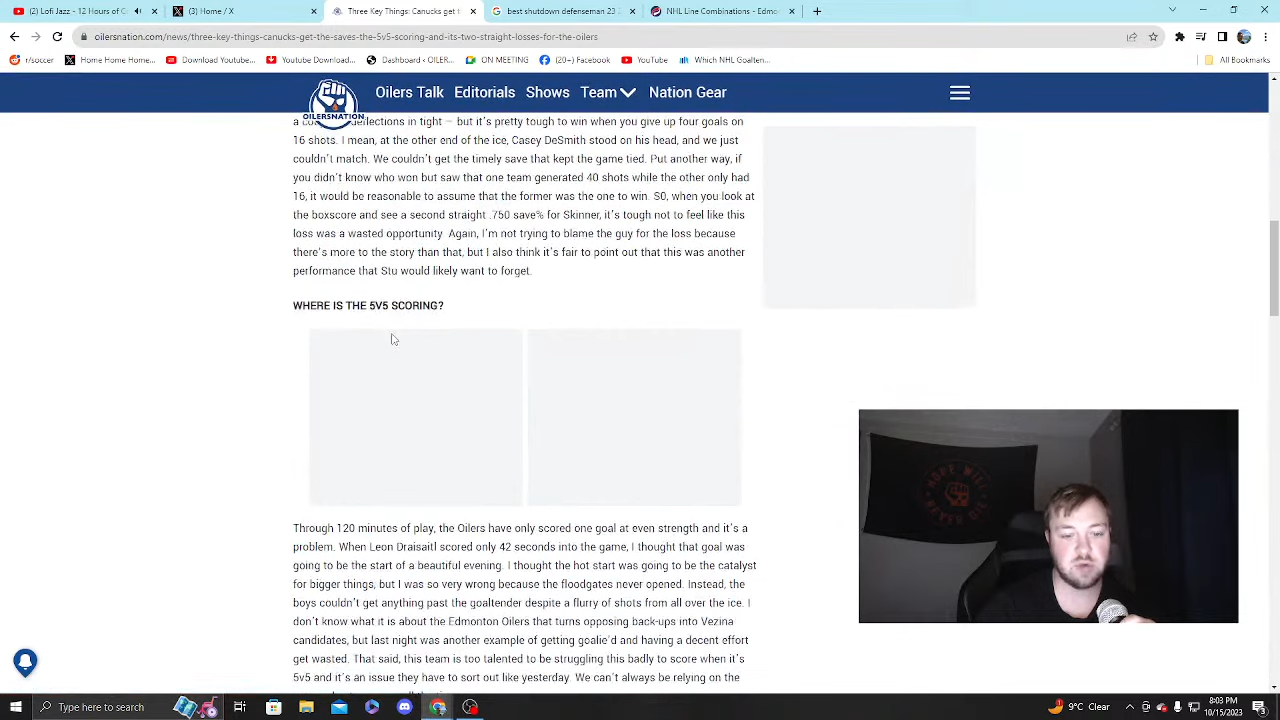 (2) Lofi Jazz - 12 Hours of C
(3) Home / X
Three Key Things: Canucks get t
best shutdown defenseman 23 2
NHL Line Combinations - Edmo
oilersnation.com/news/three-key-things-canucks-get-the-saves-the-5v5-scoring-and-its-two-straight-losses-for-the-oilers
r/soccer
Home Home Home...
Download Youtube...
Youtube Download...
Dashboard < OILER...
ON MEETING
(20+) Facebook
YouTube
Which NHL Goalten...
All Bookmarks
OILERSNATION
Oilers Talk
Editorials
Shows
Team
Nation Gear
16 shots. I mean, at the other end of the ice, Casey DeSmith stood on his head, and we just
couldn't match. We couldn't get the timely save that kept the game tied. Put another way, if
you didn't know who won but saw that one team generated 40 shots while the other only had
16, it would be reasonable to assume that the former was the one to win. S0, when you look at
the boxscore and see a second straight .750 save% for Skinner, it's tough not to feel like this
loss was a wasted opportunity. Again, I'm not trying to blame the guy for the loss because
there's more to the story than that, but I also think it's fair to point out that this was another
performance that Stu would likely want to forget.
WHERE IS THE 5V5 SCORING?
Through 120 minutes of play, the Oilers have only scored one goal at even strength and it's a
problem. When Leon Draisaitl scored only 42 seconds into the game, I thought that goal was
going to be the start of a beautiful evening. I thought the hot start was going to be the catalyst
for bigger things, but I was so very wrong because the floodgates never opened. Instead, the
boys couldn't get anything past the goaltender despite a flurry of shots from all over the ice. I
don't know what it is about the Edmonton Oilers that turns opposing back-ups into Vezina
candidates, but last night was another example of getting goalie'd and having a decent effort
get wasted. That said, this team is too talented to be struggling this badly to score when it's
5v5 and it's an issue they have to sort out like yesterday. We can't always be relying on the
HOPE WILL
NEVER DIE
Type here to search
9°C Clear
8:03 PM
10/15/2023